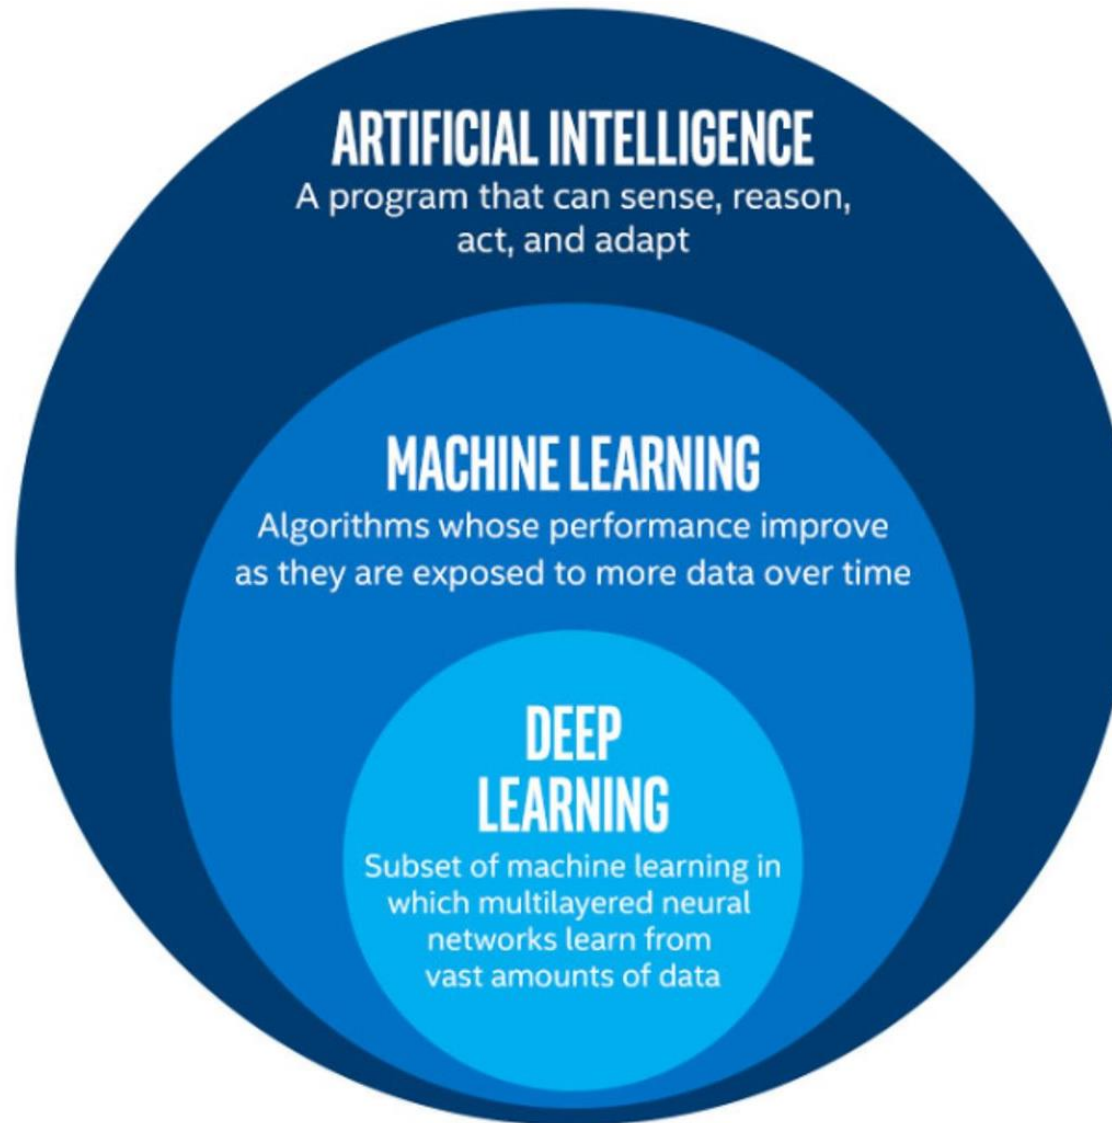 ARTIFICIAL INTELLIGENCE
A program that can sense, reason,
act, and adapt
MACHINE LEARNING
Algorithms whose performance improve
as they are exposed to more data over time
DEEP
LEARNING
Subset of machine learning in
which multilayered neural
networks learn from
vast amounts of data